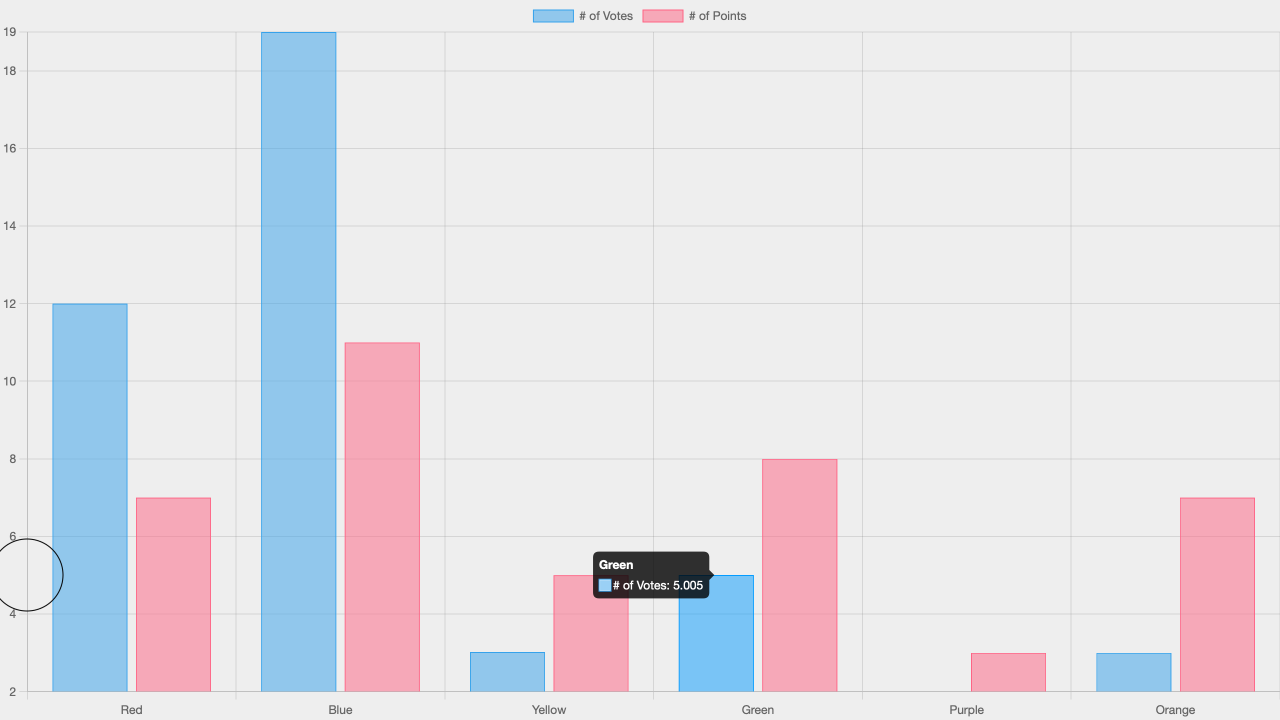 # of Votes # of Points
19
18
16
14
12
10
8
6
4
2
Green
# of Votes: 5.005
Red Blue Yellow Green Purple Orange